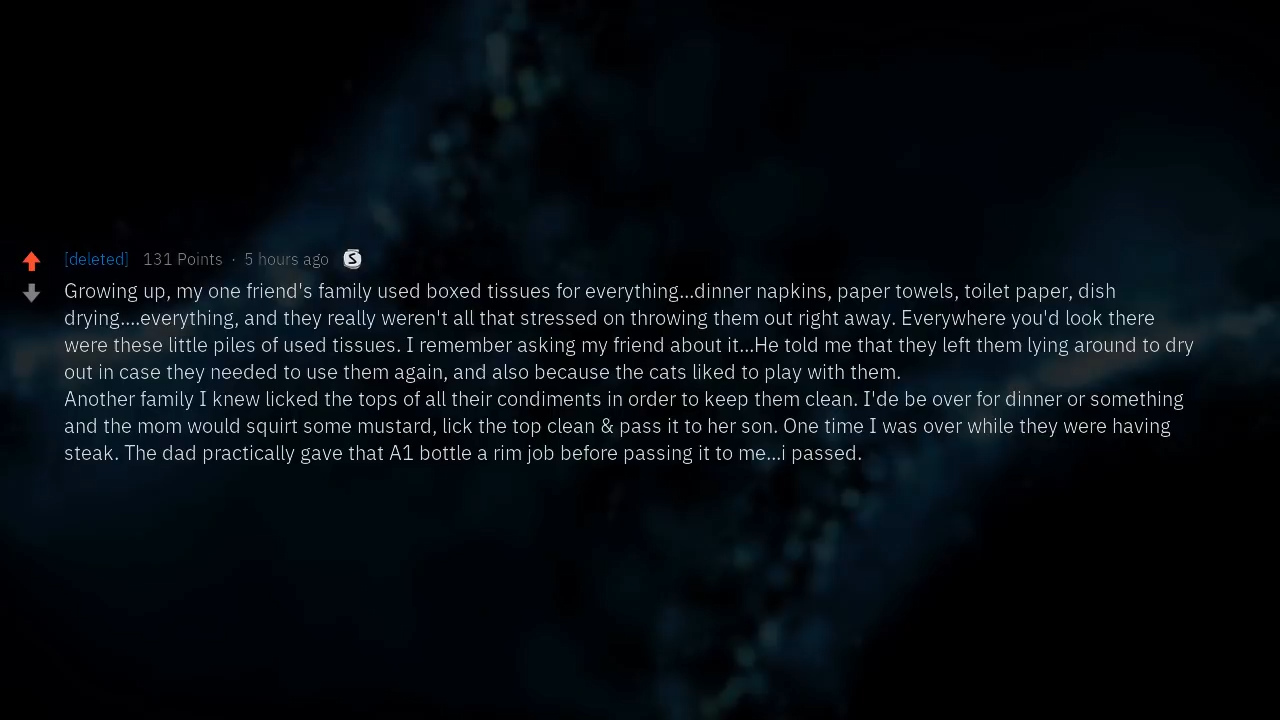 [deleted] 131 Points · 5 hours ago
Growing up, my one friend's family used boxed tissues for everything...dinner napkins, paper towels, toilet paper, dish
drying....everything, and they really weren't all that stressed on throwing them out right away. Everywhere you'd look there
were these little piles of used tissues. I remember asking my friend about it...He told me that they left them lying around to dry
out in case they needed to use them again, and also because the cats liked to play with them.
Another family I knew licked the tops of all their condiments in order to keep them clean. I'de be over for dinner or something
and the mom would squirt some mustard, lick the top clean & pass it to her son. One time I was over while they were having
steak. The dad practically gave that A1 bottle a rim job before passing it to me...i passed.